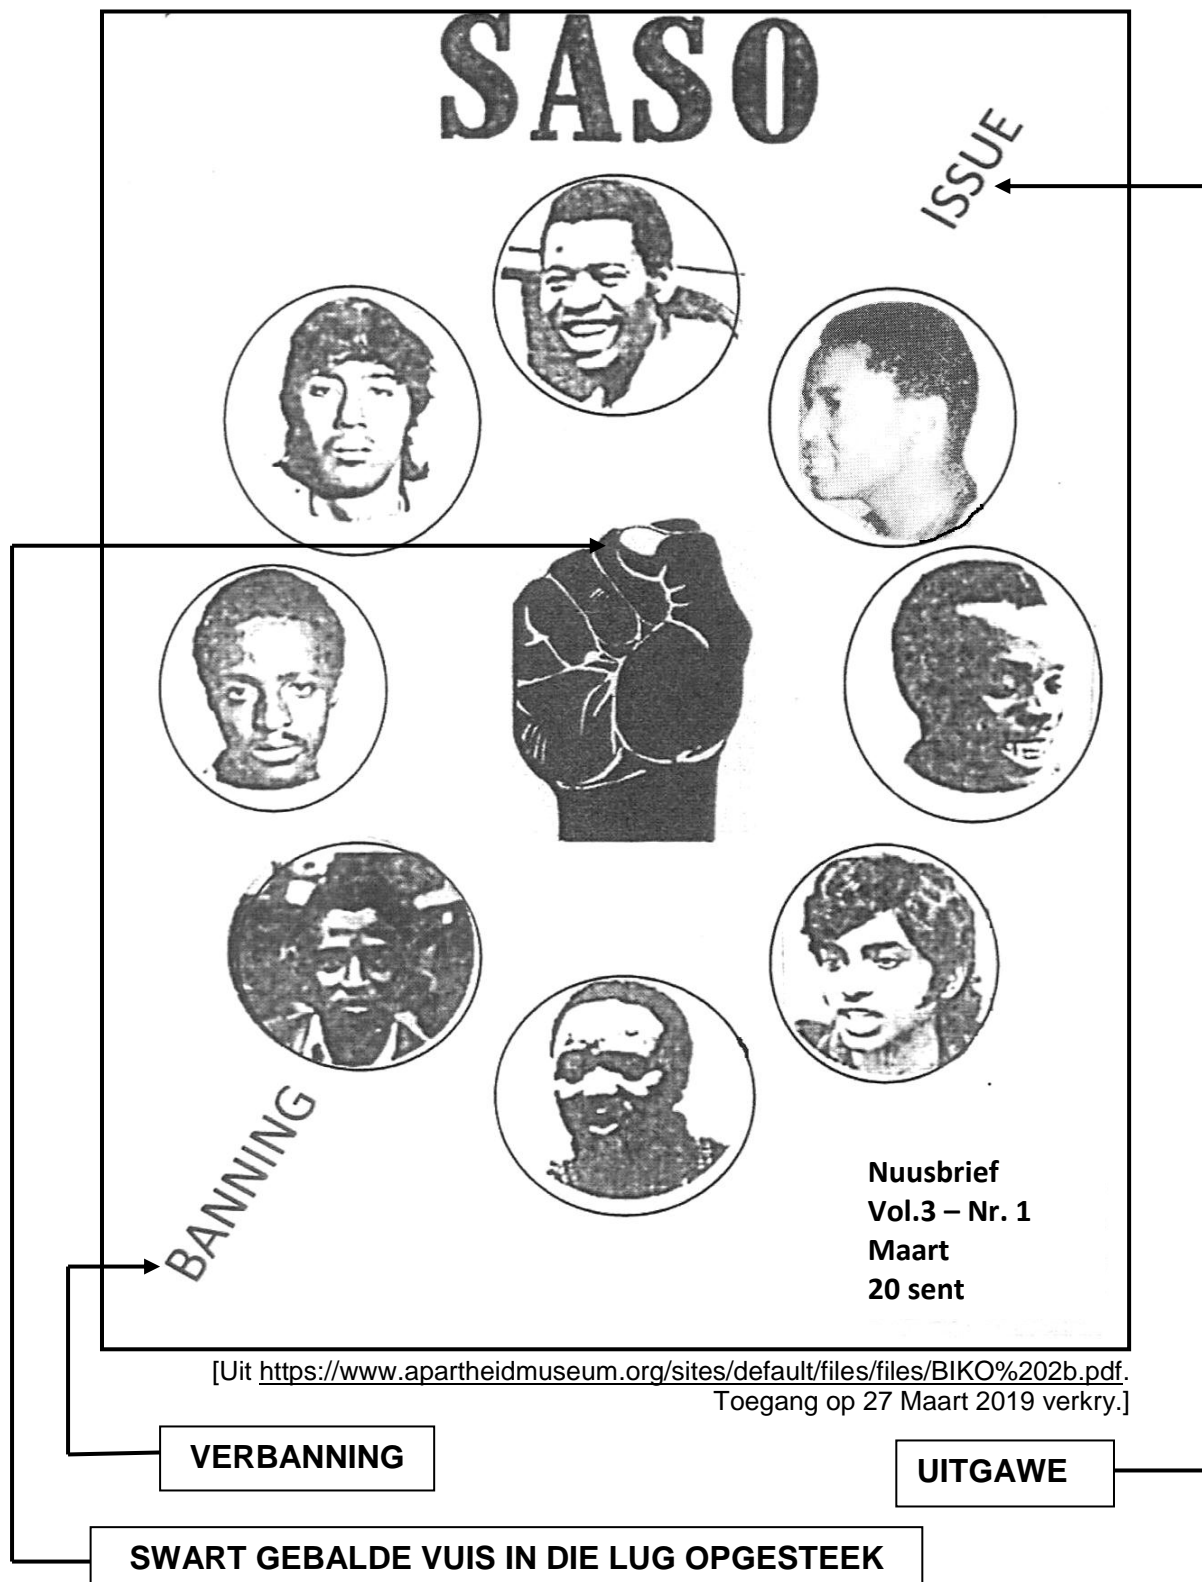 SASO
ISSUE
BANNING
Nuusbrief
Vol.3 – Nr. 1
Maart
20 sent
[Uit https://www.apartheidmuseum.org/sites/default/files/files/BIKO%202b.pdf.
Toegang op 27 Maart 2019 verkry.]
VERBANNING
UITGAWE
SWART GEBALDE VUIS IN DIE LUG OPGESTEEK